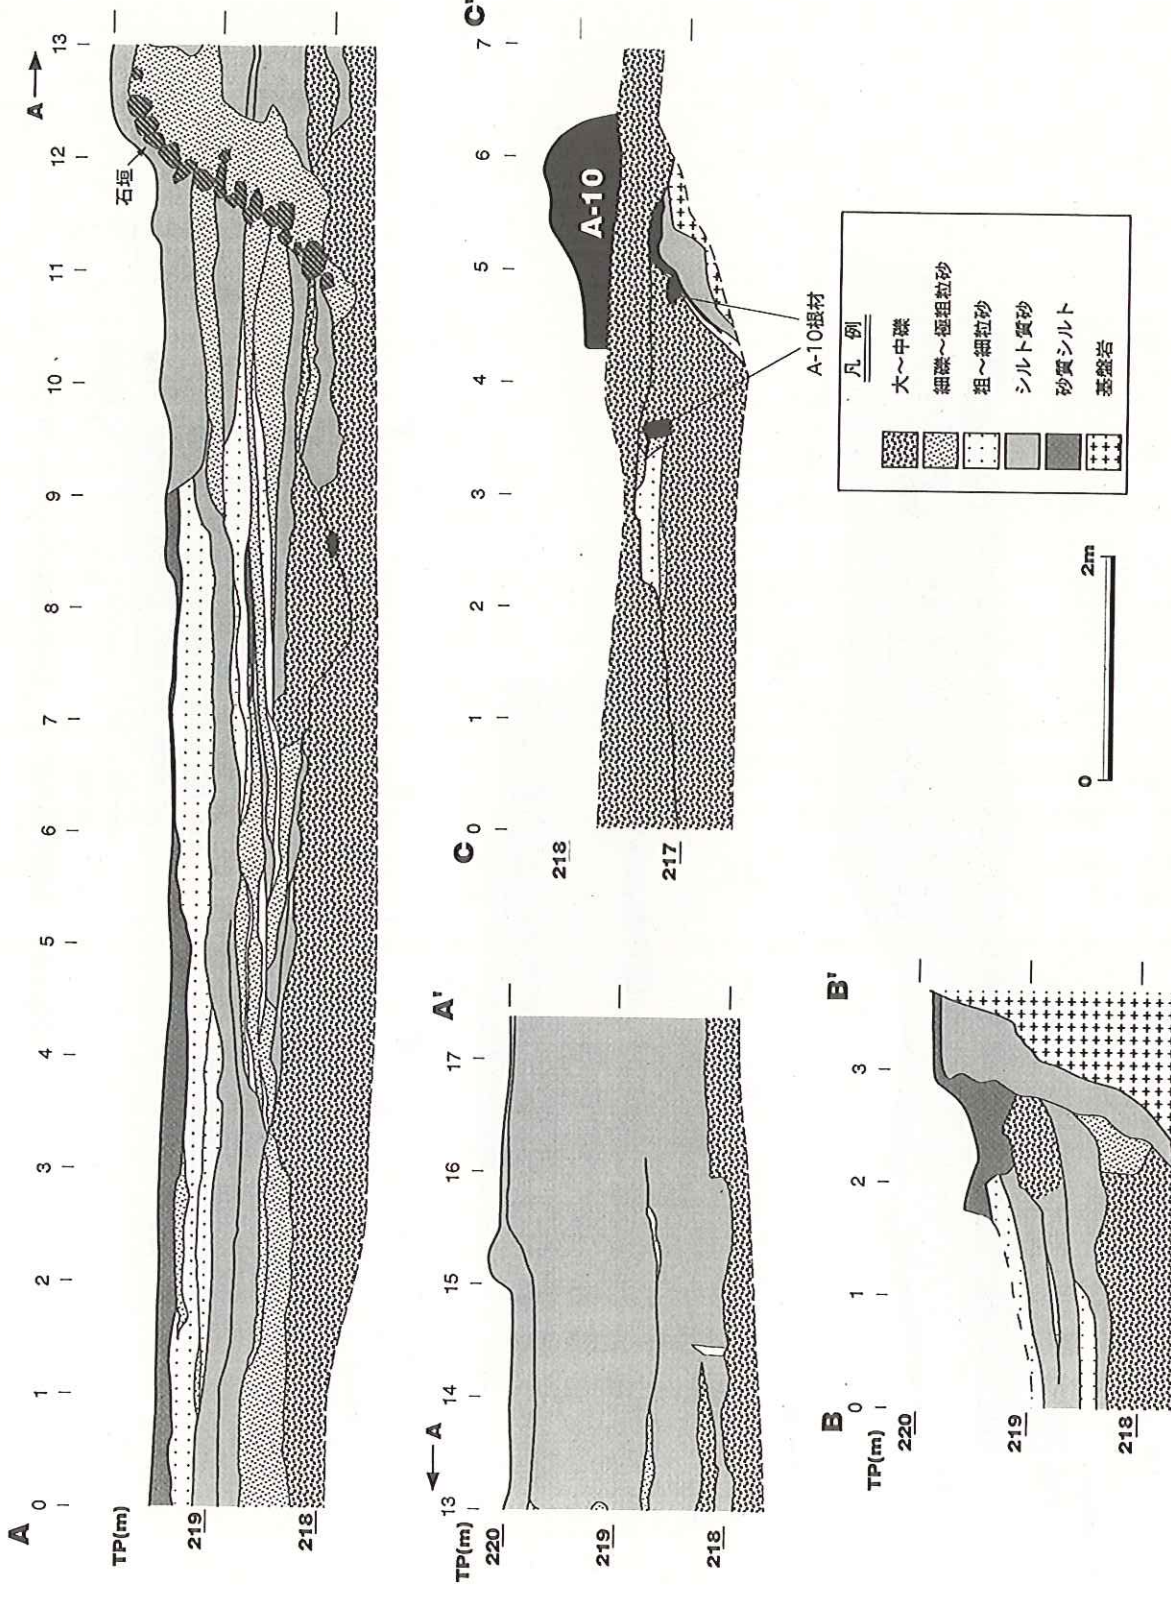 A
TP(m)
219
218
0 1 2 3 4 5 6 7 8 9 10 11 12 13
石垣
A →
← A
A'
TP(m)
220
219
218
13 14 15 16 17
C
C'
218
217
0 1 2 3 4 5 6 7
A-10
A-10根材
B
B'
TP(m)
220
219
218
0 1 2 3
0 2m
凡 例
大~中礫
細礫~極粗粒砂
粗~細粒砂
シルト質砂
砂質シルト
基盤岩